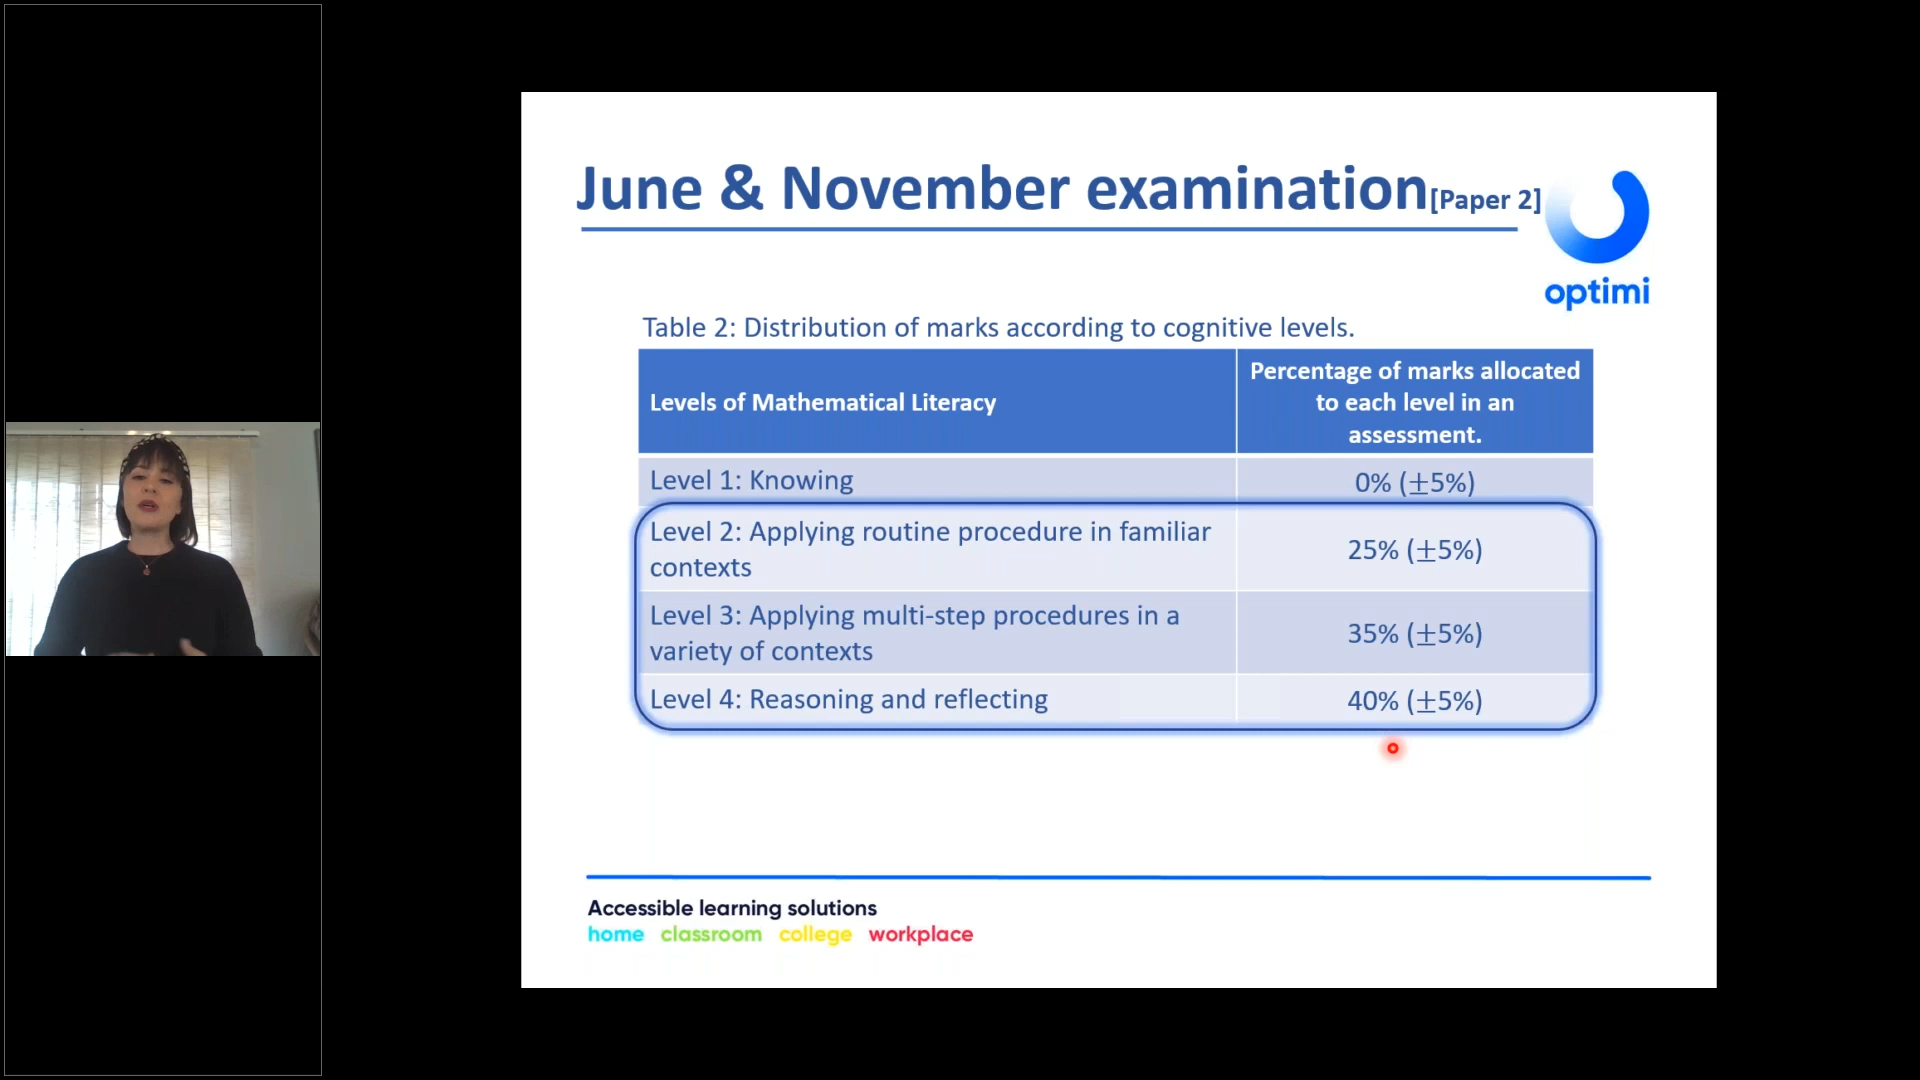 June & November examination[Paper 2]
optimi
Table 2: Distribution of marks according to cognitive levels.
Levels of Mathematical Literacy
Percentage of marks allocated
to each level in an
assessment.
Level 1: Knowing
0% (±5%)
Level 2: Applying routine procedure in familiar
contexts
25% (±5%)
Level 3: Applying multi-step procedures in a
variety of contexts
35% (±5%)
Level 4: Reasoning and reflecting
40% (±5%)
Accessible learning solutions
home classroom college workplace